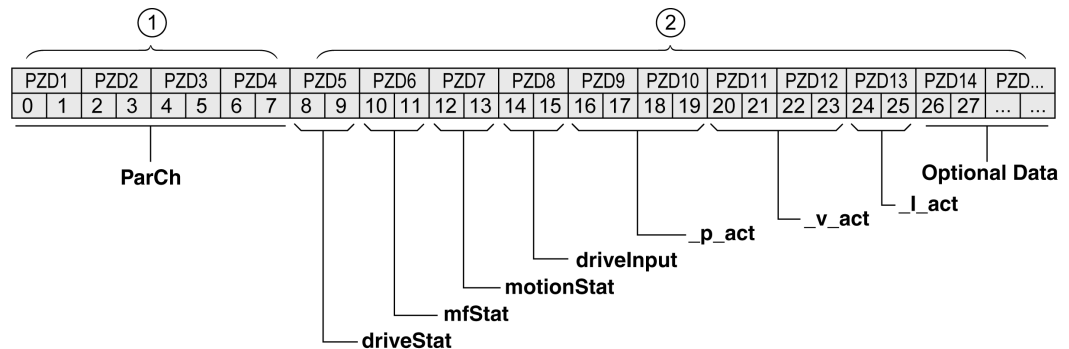 1 2
PZD1 PZD2 PZD3 PZD4 PZD5 PZD6 PZD7 PZD8 PZD9 PZD10 PZD11 PZD12 PZD13 PZD14 PZD...
0 1 2 3 4 5 6 7 8 9 10 11 12 13 14 15 16 17 18 19 20 21 22 23 24 25 26 27 ... ...
ParCh Optional Data
_I_act
_v_act
_p_act
driveInput
motionStat
mfStat
driveStat